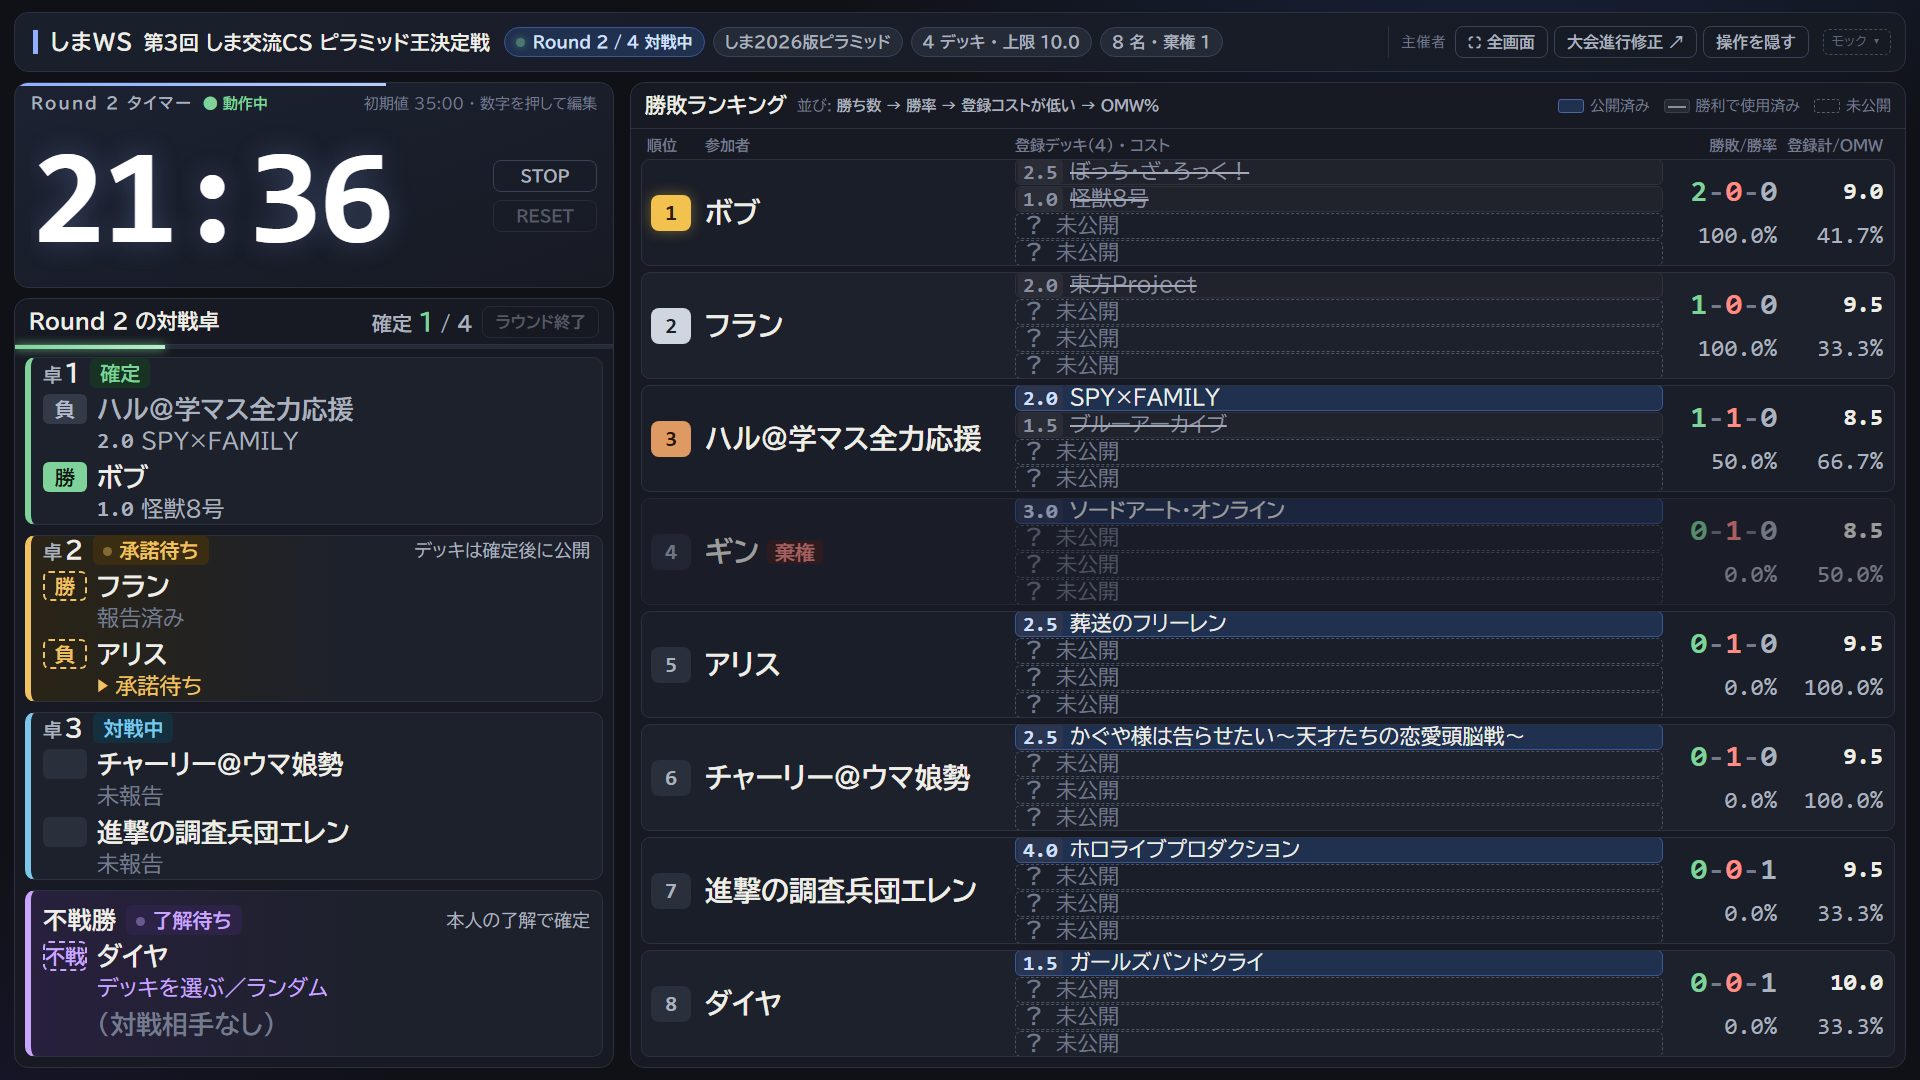 しまWS 第3回 しま交流CS ピラミッド王決定戦 Round 2 / 4 対戦中 しま2026版ピラミッド 4 デッキ・上限 10.0 8 名・棄権 1 主催者 全画面 大会進行修正 ↗ 操作を隠す モック ▾
Round 2 タイマー 動作中 初期値 35:00・数字を押して編集
21:36
STOP
RESET
Round 2 の対戦卓 確定 1 / 4 ラウンド終了
卓1 確定
負 ハル@学マス全力応援
2.0 SPY×FAMILY
勝 ボブ
1.0 怪獣8号
卓2 承諾待ち デッキは確定後に公開
勝 フラン
報告済み
負 アリス
▶ 承諾待ち
卓3 対戦中
チャーリー@ウマ娘勢
未報告
進撃の調査兵団エレン
未報告
不戦勝 了解待ち 本人の了解で確定
不戦 ダイヤ
デッキを選ぶ／ランダム
（対戦相手なし）
勝敗ランキング 並び: 勝ち数 → 勝率 → 登録コストが低い → OMW% 公開済み 勝利で使用済み 未公開
順位 参加者 登録デッキ(4)・コスト 勝敗/勝率 登録計/OMW
1 ボブ
2.5 ぼっち・ざ・ろっく！
1.0 怪獣8号
? 未公開
? 未公開
2-0-0 9.0
100.0% 41.7%
2 フラン
2.0 東方Project
? 未公開
? 未公開
? 未公開
1-0-0 9.5
100.0% 33.3%
3 ハル@学マス全力応援
2.0 SPY×FAMILY
1.5 ブルーアーカイブ
? 未公開
? 未公開
1-1-0 8.5
50.0% 66.7%
4 ギン 棄権
3.0 ソードアート・オンライン
? 未公開
? 未公開
? 未公開
0-1-0 8.5
0.0% 50.0%
5 アリス
2.5 葬送のフリーレン
? 未公開
? 未公開
? 未公開
0-1-0 9.5
0.0% 100.0%
6 チャーリー@ウマ娘勢
2.5 かぐや様は告らせたい～天才たちの恋愛頭脳戦～
? 未公開
? 未公開
? 未公開
0-1-0 9.5
0.0% 100.0%
7 進撃の調査兵団エレン
4.0 ホロライブプロダクション
? 未公開
? 未公開
? 未公開
0-0-1 9.5
0.0% 33.3%
8 ダイヤ
1.5 ガールズバンドクライ
? 未公開
? 未公開
? 未公開
0-0-1 10.0
0.0% 33.3%